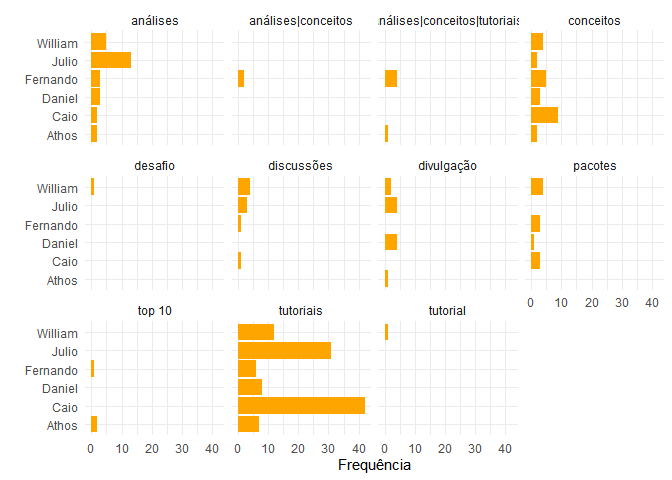 análises
análises|conceitos
nálises|conceitos|tutoriais
conceitos
William
Julio
Fernando
Daniel
Caio
Athos
desafio
discussões
divulgação
pacotes
William
Julio
Fernando
Daniel
Caio
Athos
0 10 20 30 40
top 10
tutoriais
tutorial
William
Julio
Fernando
Daniel
Caio
Athos
0 10 20 30 40
0 10 20 30 40
0 10 20 30 40
Frequência